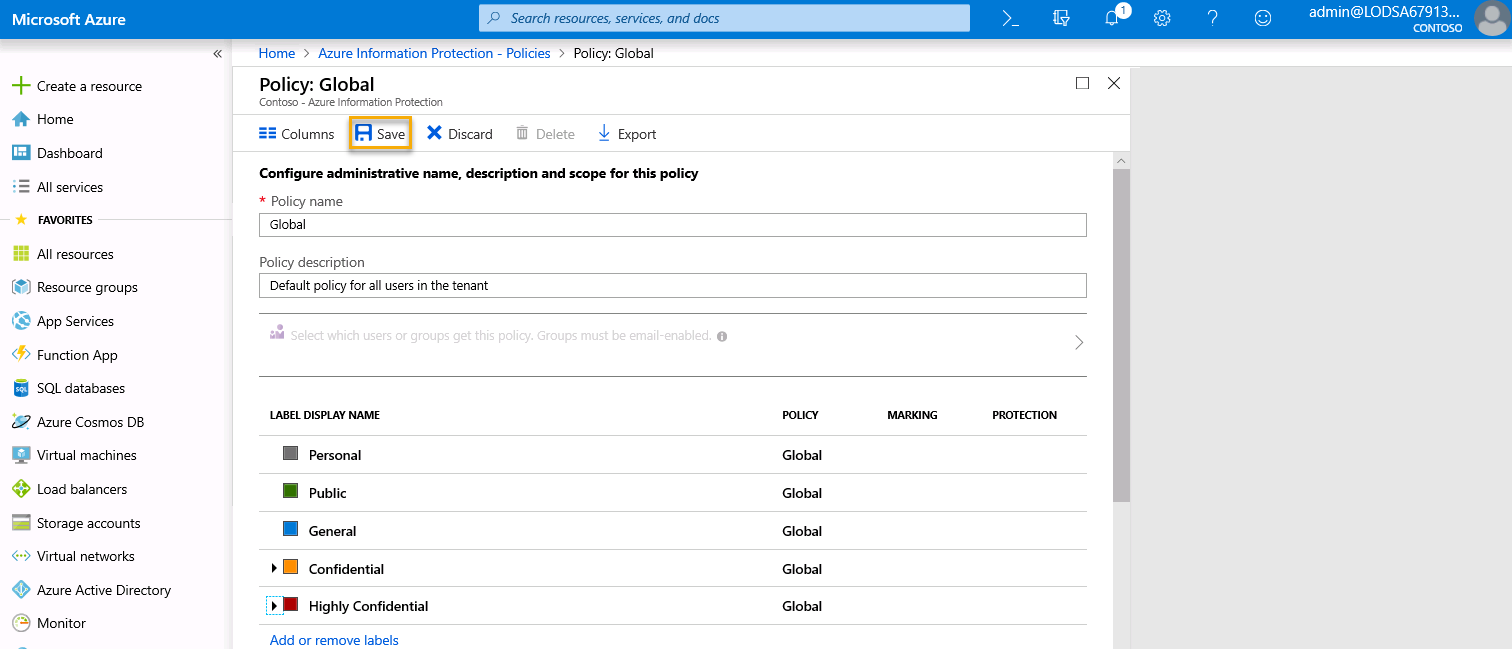 Microsoft Azure
Search resources, services, and docs
1
admin@LODSA67913...
CONTOSO
«
Create a resource
Home
Dashboard
All services
FAVORITES
All resources
Resource groups
App Services
Function App
SQL
SQL databases
Azure Cosmos DB
Virtual machines
Load balancers
Storage accounts
Virtual networks
Azure Active Directory
Monitor
Home > Azure Information Protection - Policies > Policy: Global
Policy: Global
Contoso - Azure Information Protection
Columns Save Discard Delete Export
Configure administrative name, description and scope for this policy
* Policy name
Global
Policy description
Default policy for all users in the tenant
Select which users or groups get this policy. Groups must be email-enabled.
LABEL DISPLAY NAME POLICY MARKING PROTECTION
Personal Global
Public Global
General Global
Confidential Global
Highly Confidential Global
Add or remove labels